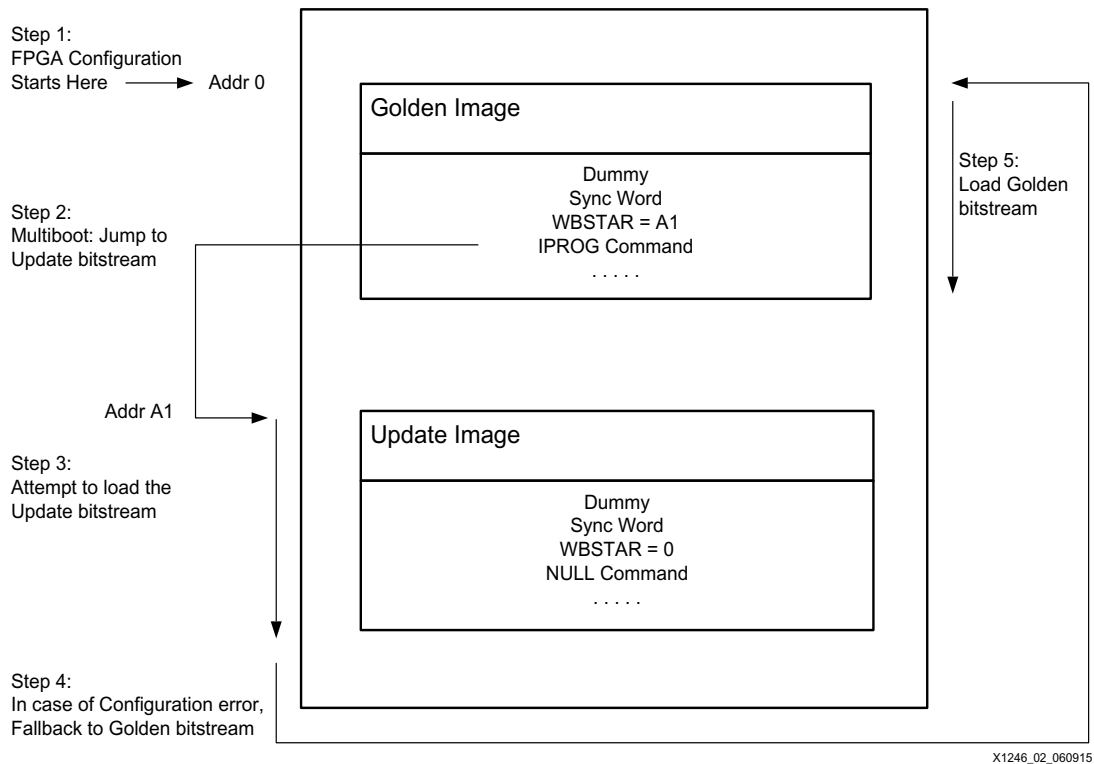 Step 1:
FPGA Configuration
Starts Here
Addr 0
Golden Image
Dummy
Sync Word
WBSTAR = A1
IPROG Command
. . . . .
Step 5:
Load Golden
bitstream
Step 2:
Multiboot: Jump to
Update bitstream
Addr A1
Update Image
Step 3:
Attempt to load the
Update bitstream
Dummy
Sync Word
WBSTAR = 0
NULL Command
. . . . .
Step 4:
In case of Configuration error,
Fallback to Golden bitstream
X1246_02_060915